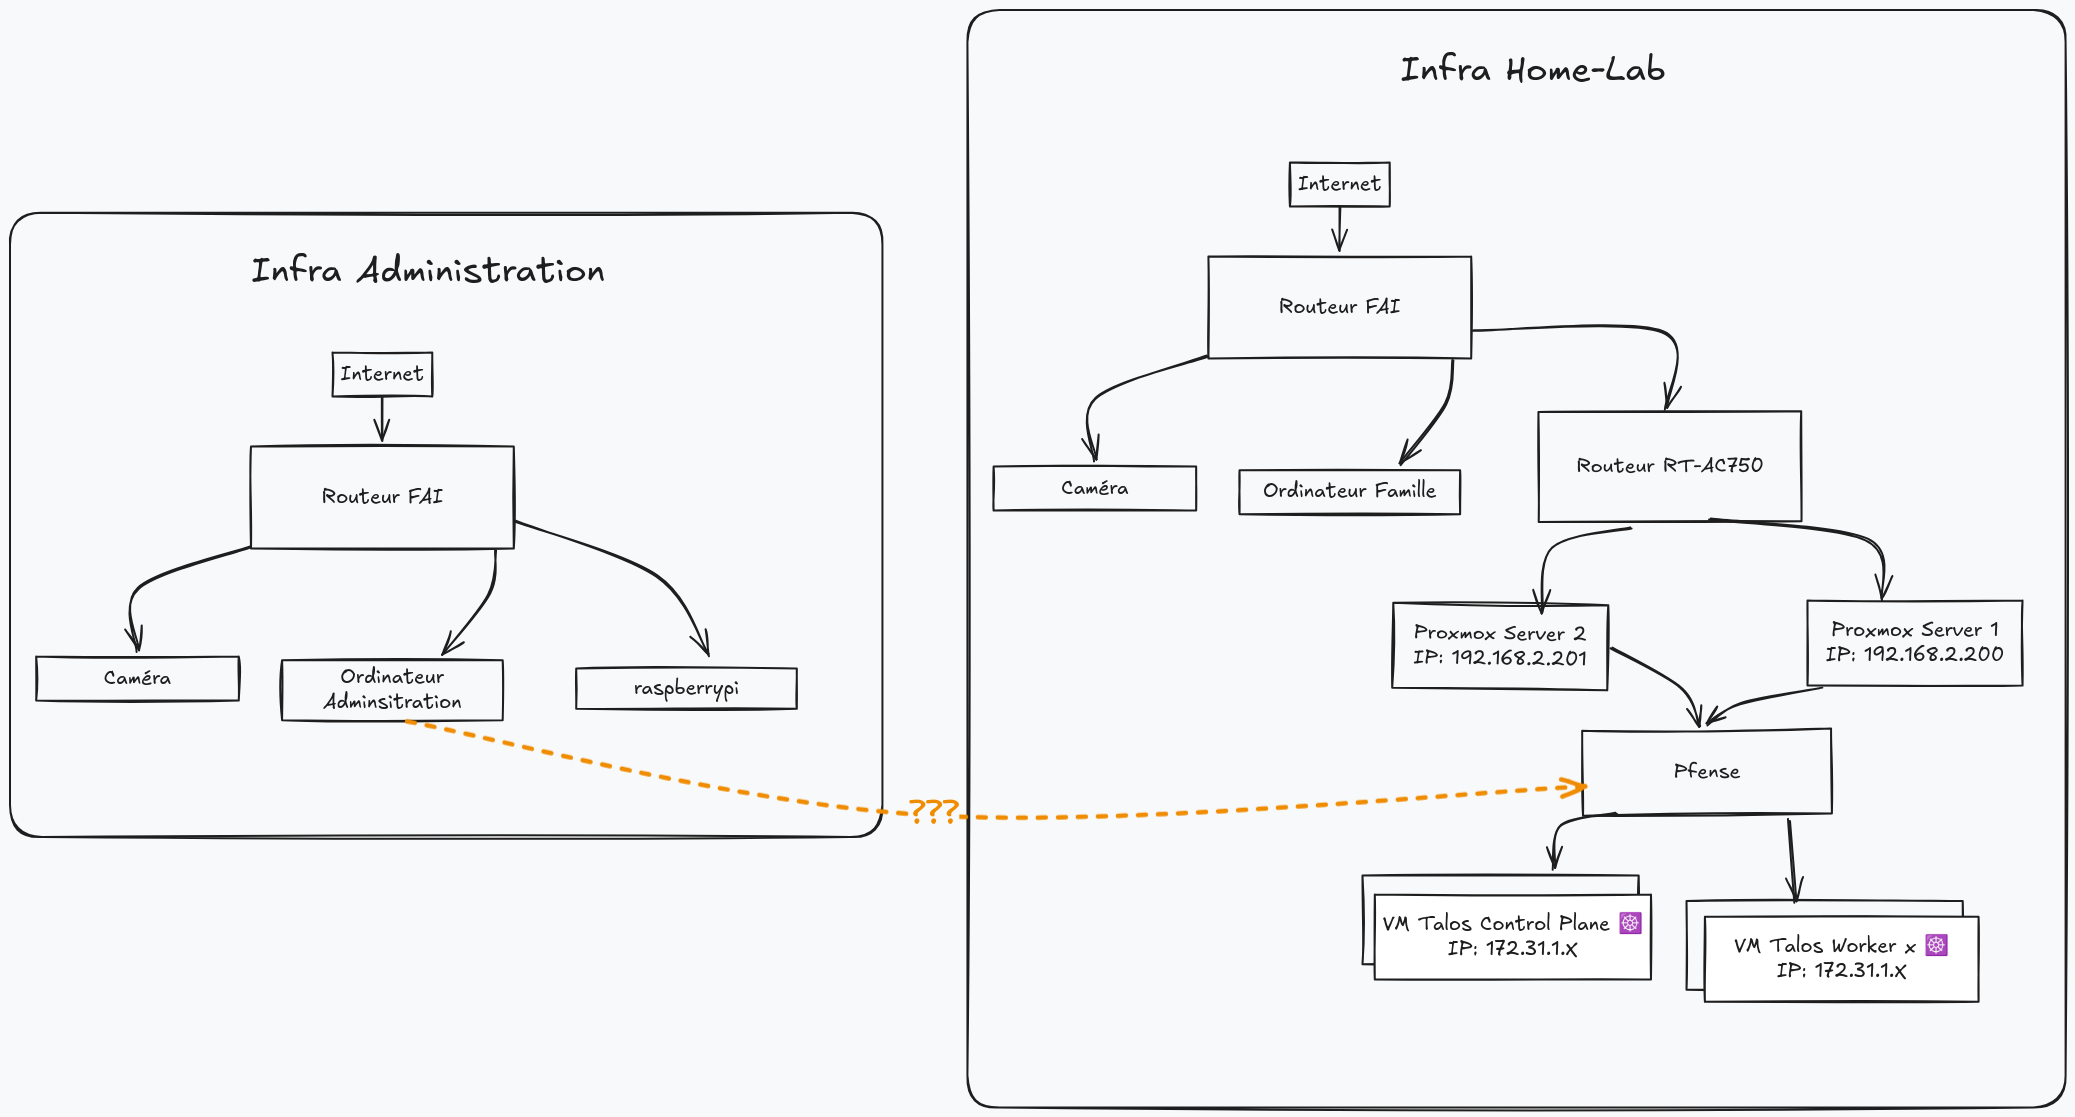 Infra Home-Lab
Internet
Routeur FAI
Caméra
Ordinateur Famille
Routeur RT-AC750
Proxmox Server 2
IP: 192.168.2.201
Proxmox Server 1
IP: 192.168.2.200
Pfense
VM Talos Control Plane
IP: 172.31.1.X
VM Talos Worker x
IP: 172.31.1.X
Infra Administration
Internet
Routeur FAI
Caméra
Ordinateur
Adminsitration
raspberrypi
???